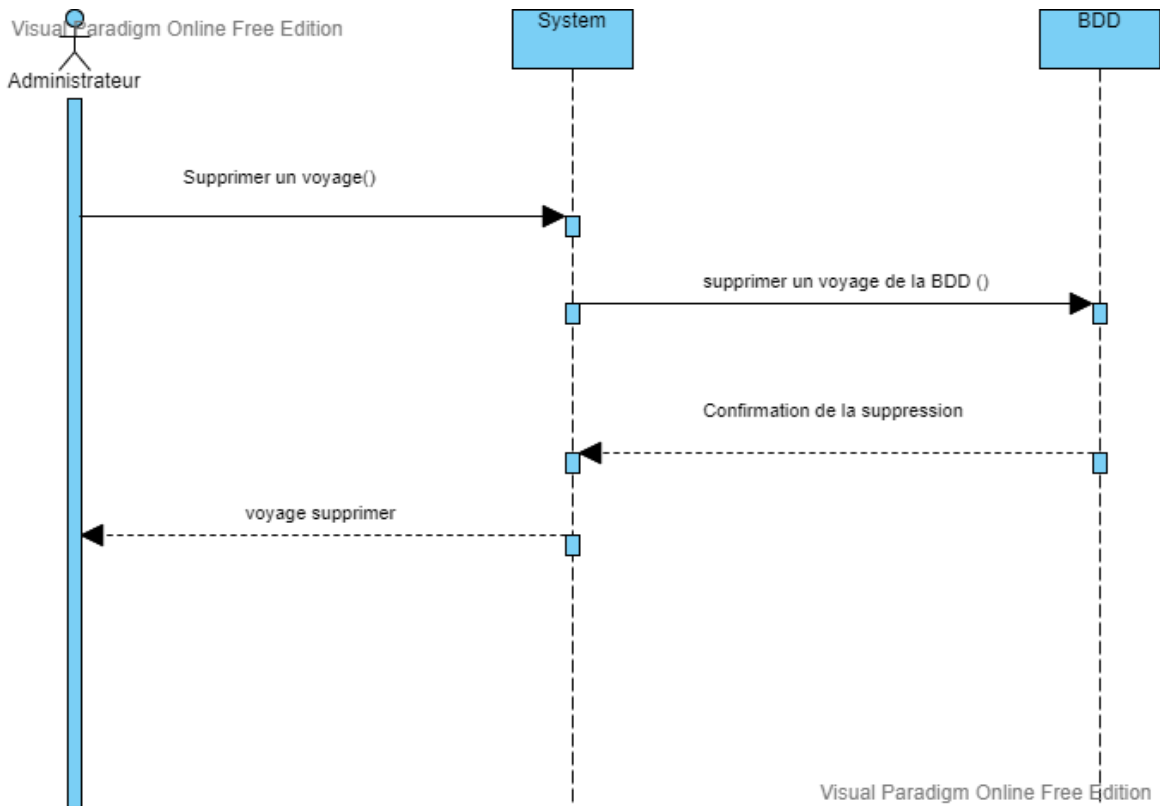 Visual Paradigm Online Free Edition
System
BDD
Administrateur
Supprimer un voyage()
supprimer un voyage de la BDD ()
Confirmation de la suppression
voyage supprimer
Visual Paradigm Online Free Edition